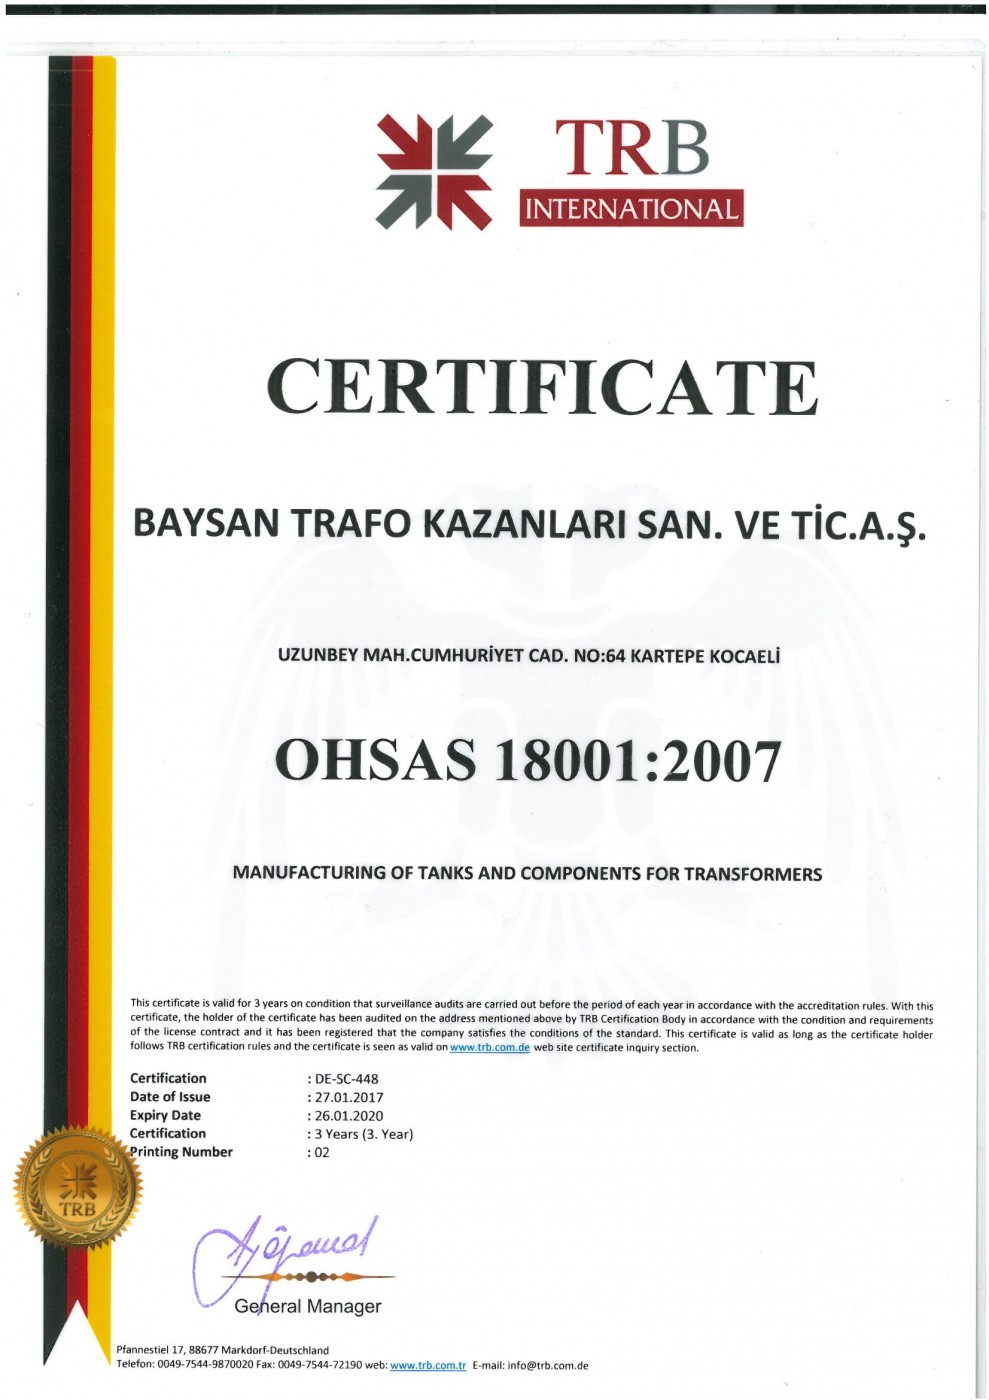 TRB
INTERNATIONAL
CERTIFICATE
BAYSAN TRAFO KAZANLARI SAN. VE TİC.A.Ş.
UZUNBEY MAH.CUMHURİYET CAD. NO:64 KARTEPE KOCAELİ
OHSAS 18001:2007
MANUFACTURING OF TANKS AND COMPONENTS FOR TRANSFORMERS
This certificate is valid for 3 years on condition that surveillance audits are carried out before the period of each year in accordance with the accreditation rules. With this
certificate, the holder of the certificate has been audited on the address mentioned above by TRB Certification Body in accordance with the condition and requirements
of the license contract and it has been registered that the company satisfies the conditions of the standard. This certificate is valid as long as the certificate holder
follows TRB certification rules and the certificate is seen as valid on www.trb.com.de web site certificate inquiry section.
Certification : DE-SC-448
Date of Issue : 27.01.2017
Expiry Date : 26.01.2020
Certification : 3 Years (3. Year)
Printing Number : 02
TRB
General Manager
Pfannestiel 17, 88677 Markdorf-Deutschland
Telefon: 0049-7544-9870020 Fax: 0049-7544-72190 web: www.trb.com.tr E-mail: info@trb.com.de